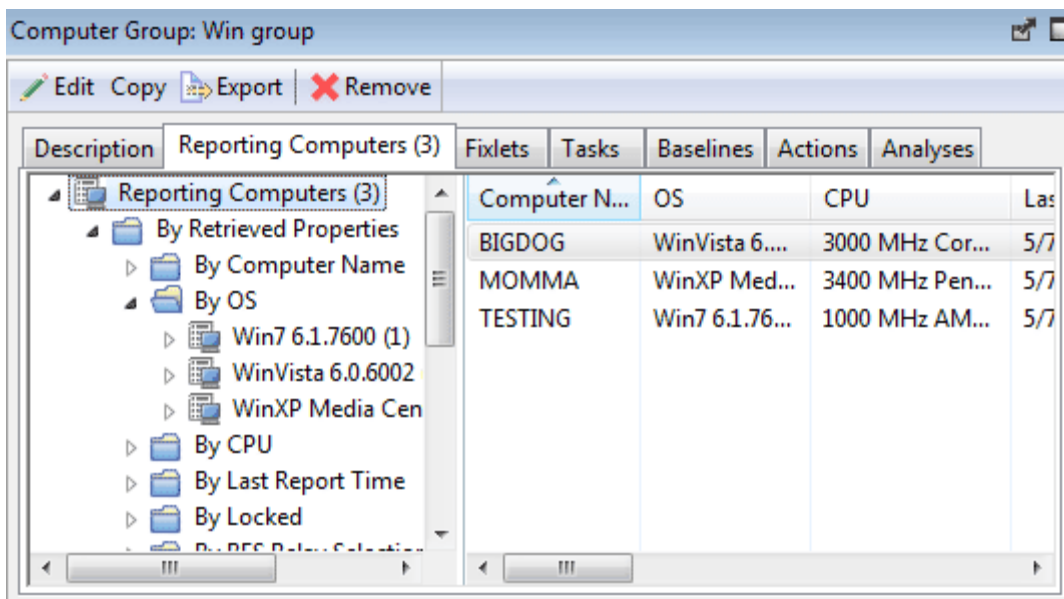 Computer Group: Win group
Edit Copy Export Remove
Description Reporting Computers (3) Fixlets Tasks Baselines Actions Analyses
Reporting Computers (3)
By Retrieved Properties
By Computer Name
By OS
Win7 6.1.7600 (1)
WinVista 6.0.6002
WinXP Media Cen
By CPU
By Last Report Time
By Locked
Computer N... OS CPU Las
BIGDOG WinVista 6.... 3000 MHz Cor... 5/7
MOMMA WinXP Med... 3400 MHz Pen... 5/7
TESTING Win7 6.1.76... 1000 MHz AM... 5/7